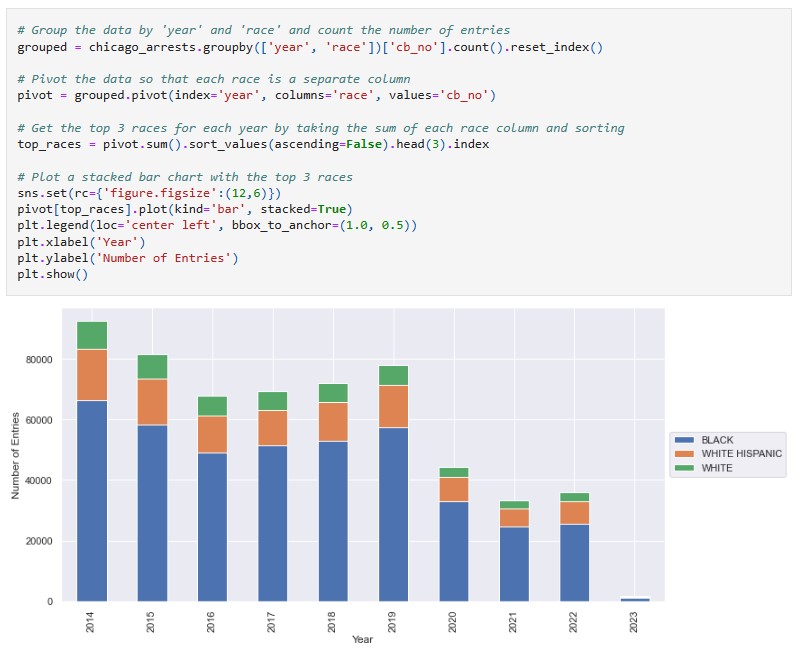 # Group the data by 'year' and 'race' and count the number of entries
grouped = chicago_arrests.groupby(['year', 'race'])['cb_no'].count().reset_index()
# Pivot the data so that each race is a separate column
pivot = grouped.pivot(index='year', columns='race', values='cb_no')
# Get the top 3 races for each year by taking the sum of each race column and sorting
top_races = pivot.sum().sort_values(ascending=False).head(3).index
# Plot a stacked bar chart with the top 3 races
sns.set(rc={'figure.figsize':(12,6)})
pivot[top_races].plot(kind='bar', stacked=True)
plt.legend(loc='center left', bbox_to_anchor=(1.0, 0.5))
plt.xlabel('Year')
plt.ylabel('Number of Entries')
plt.show()
Number of Entries
80000
60000
40000
20000
0
2014
2015
2016
2017
2018
2019
2020
2021
2022
2023
Year
BLACK
WHITE HISPANIC
WHITE